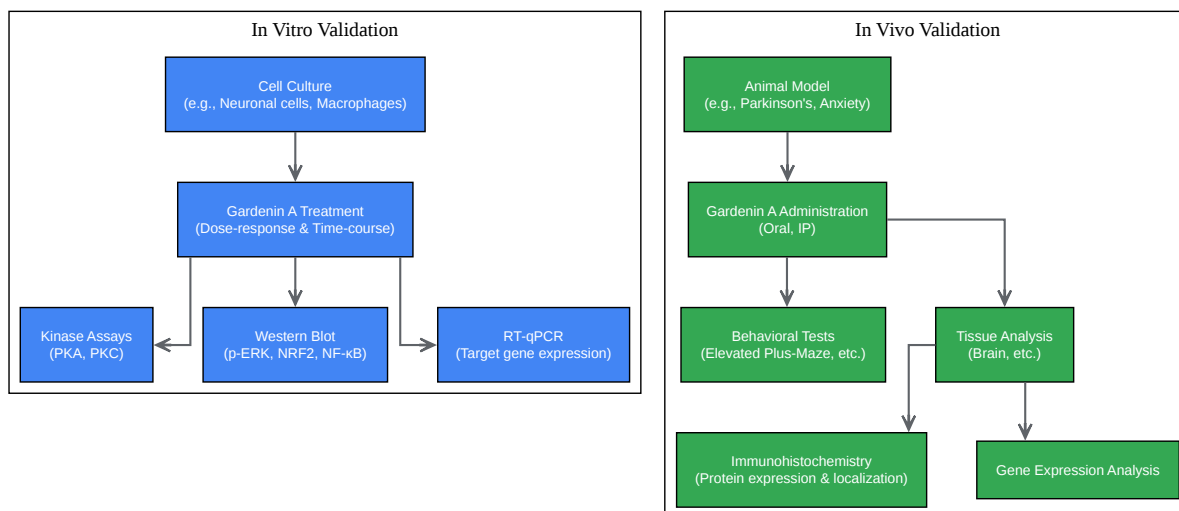 In Vitro Validation
Cell Culture
(e.g., Neuronal cells, Macrophages)
Gardenin A Treatment
(Dose-response & Time-course)
Kinase Assays
(PKA, PKC)
Western Blot
(p-ERK, NRF2, NF-κB)
RT-qPCR
(Target gene expression)
In Vivo Validation
Animal Model
(e.g., Parkinson's, Anxiety)
Gardenin A Administration
(Oral, IP)
Behavioral Tests
(Elevated Plus-Maze, etc.)
Tissue Analysis
(Brain, etc.)
Immunohistochemistry
(Protein expression & localization)
Gene Expression Analysis